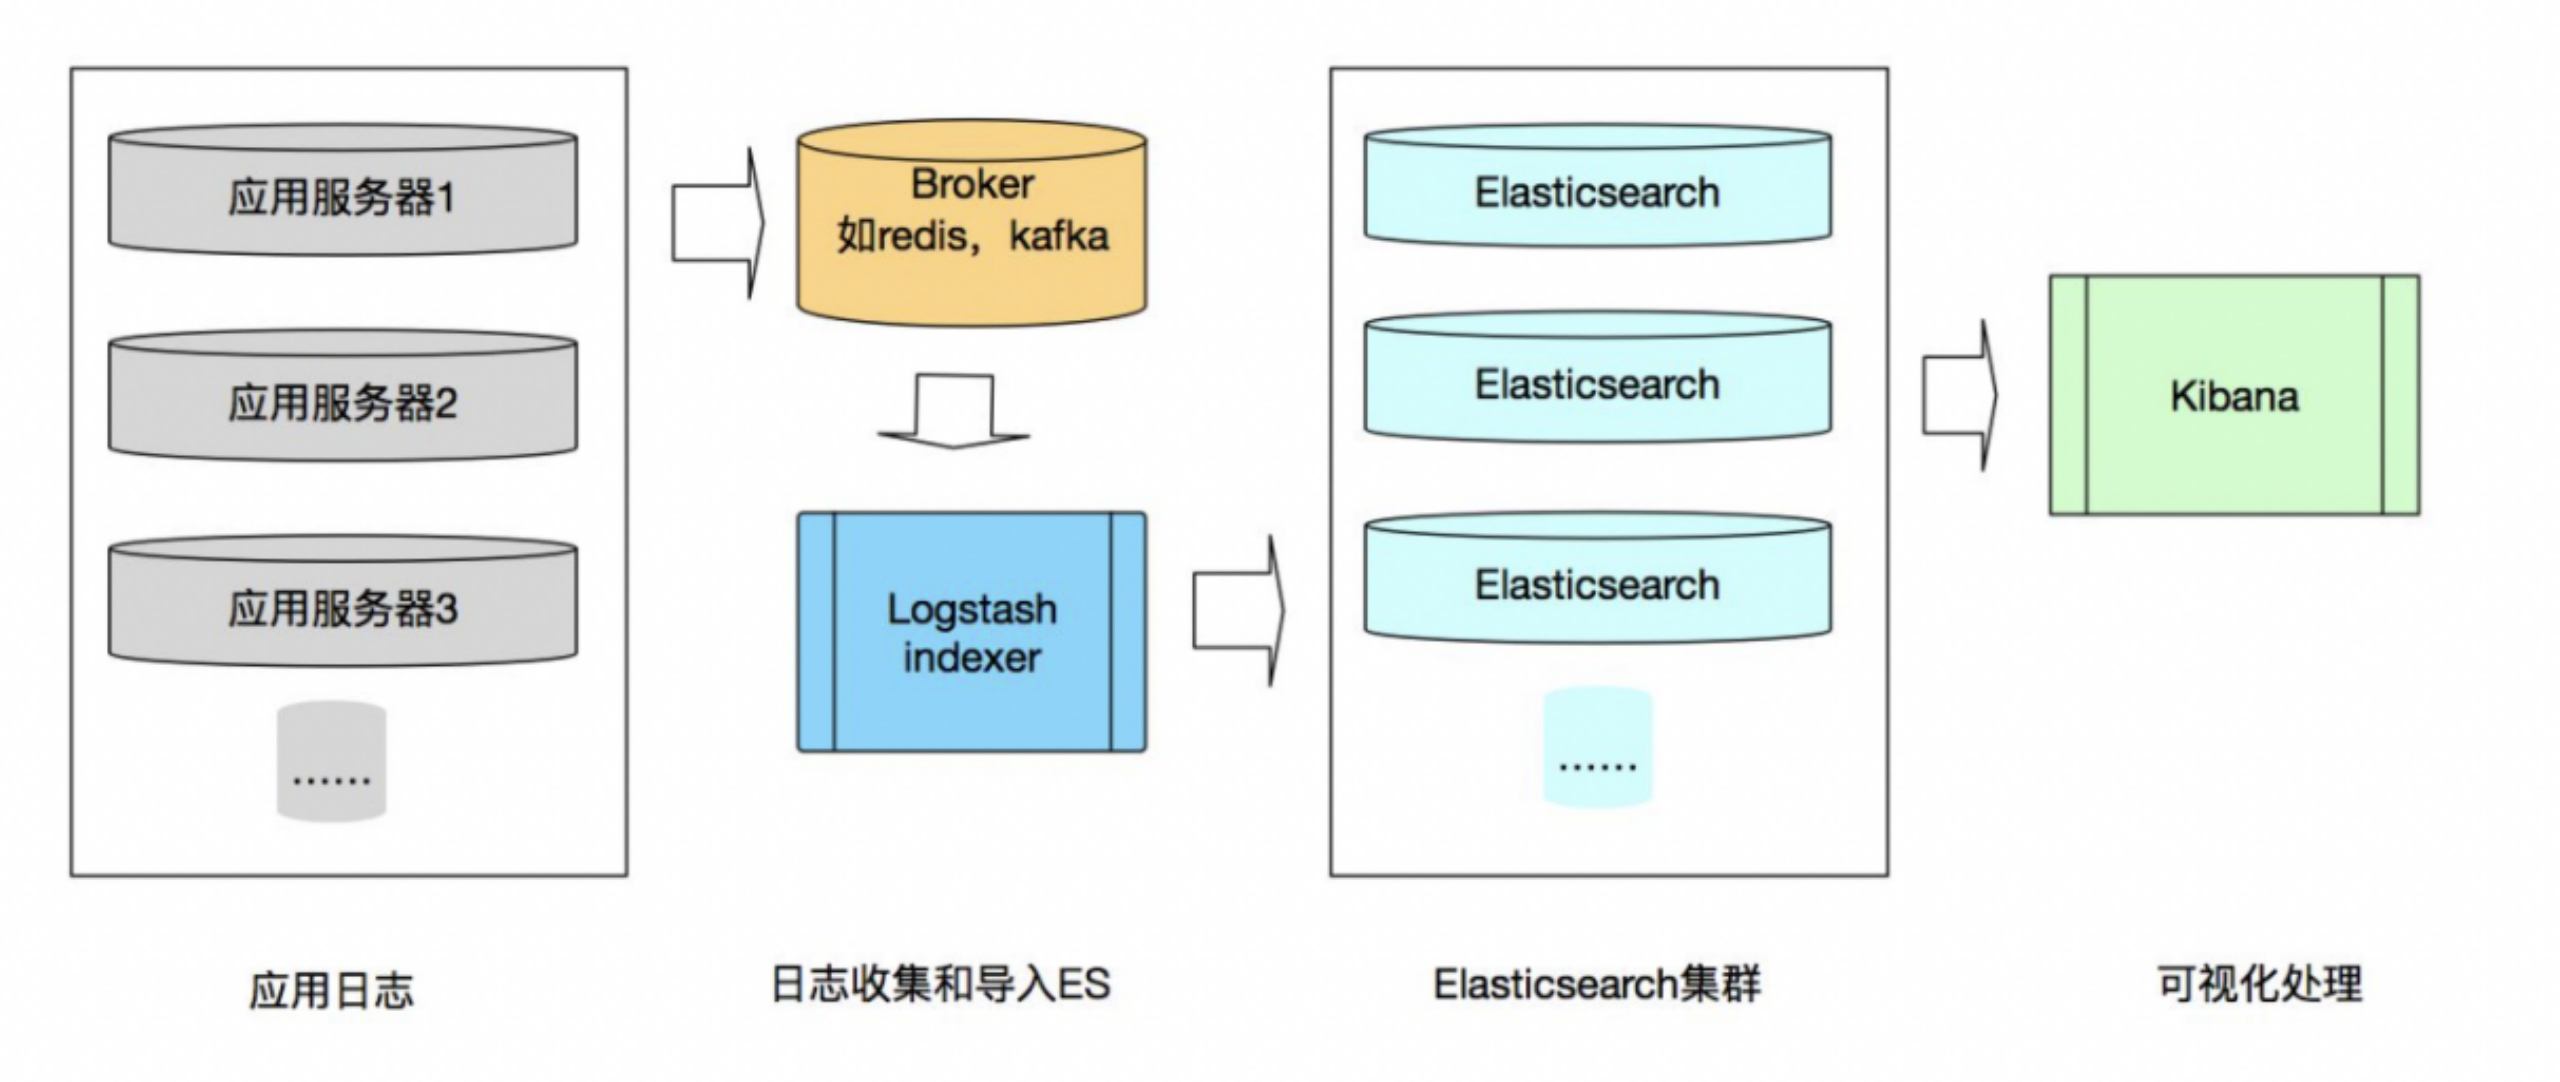 应用服务器1
应用服务器2
应用服务器3
······
应用日志
Broker
如redis，kafka
Logstash
indexer
日志收集和导入ES
Elasticsearch
Elasticsearch
Elasticsearch
······
Elasticsearch集群
Kibana
可视化处理